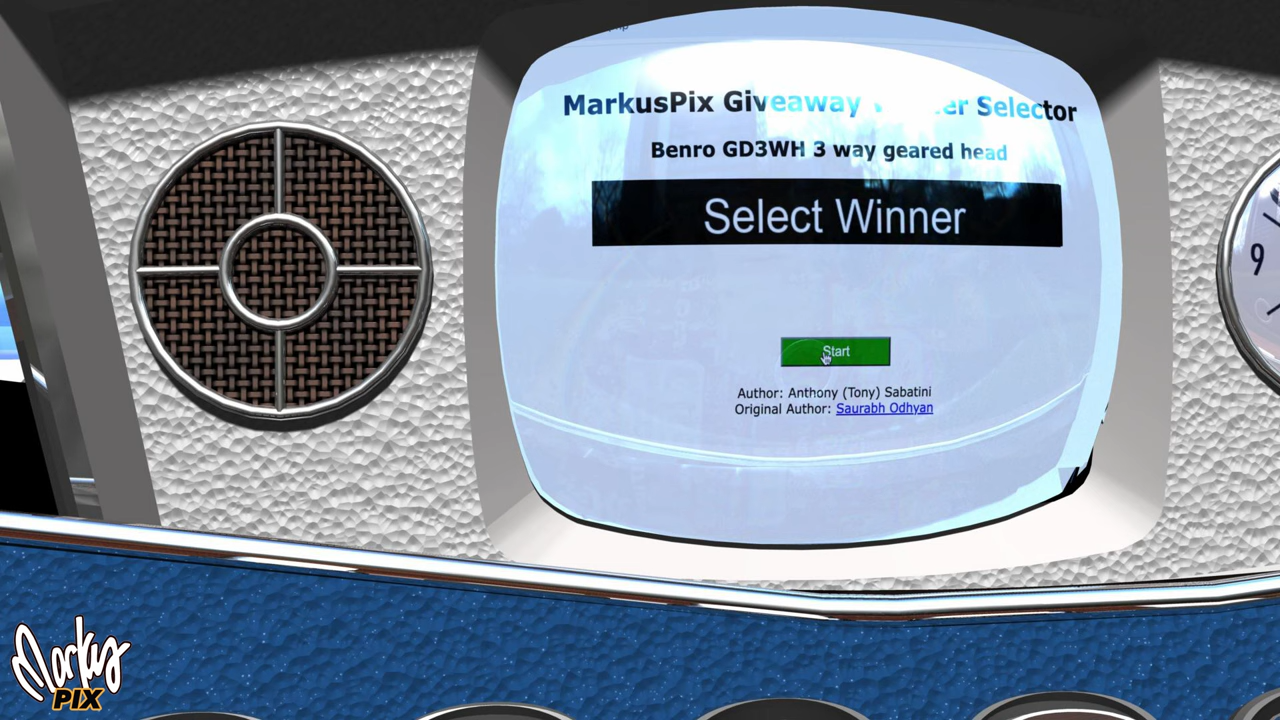 MarkusPix Giveaway Selector
Benro GD3WH 3 way geared head
Select Winner
Start
Author: Anthony (Tony) Sabatini
Original Author: Saurabh Odhyan
9
Markus
PIX